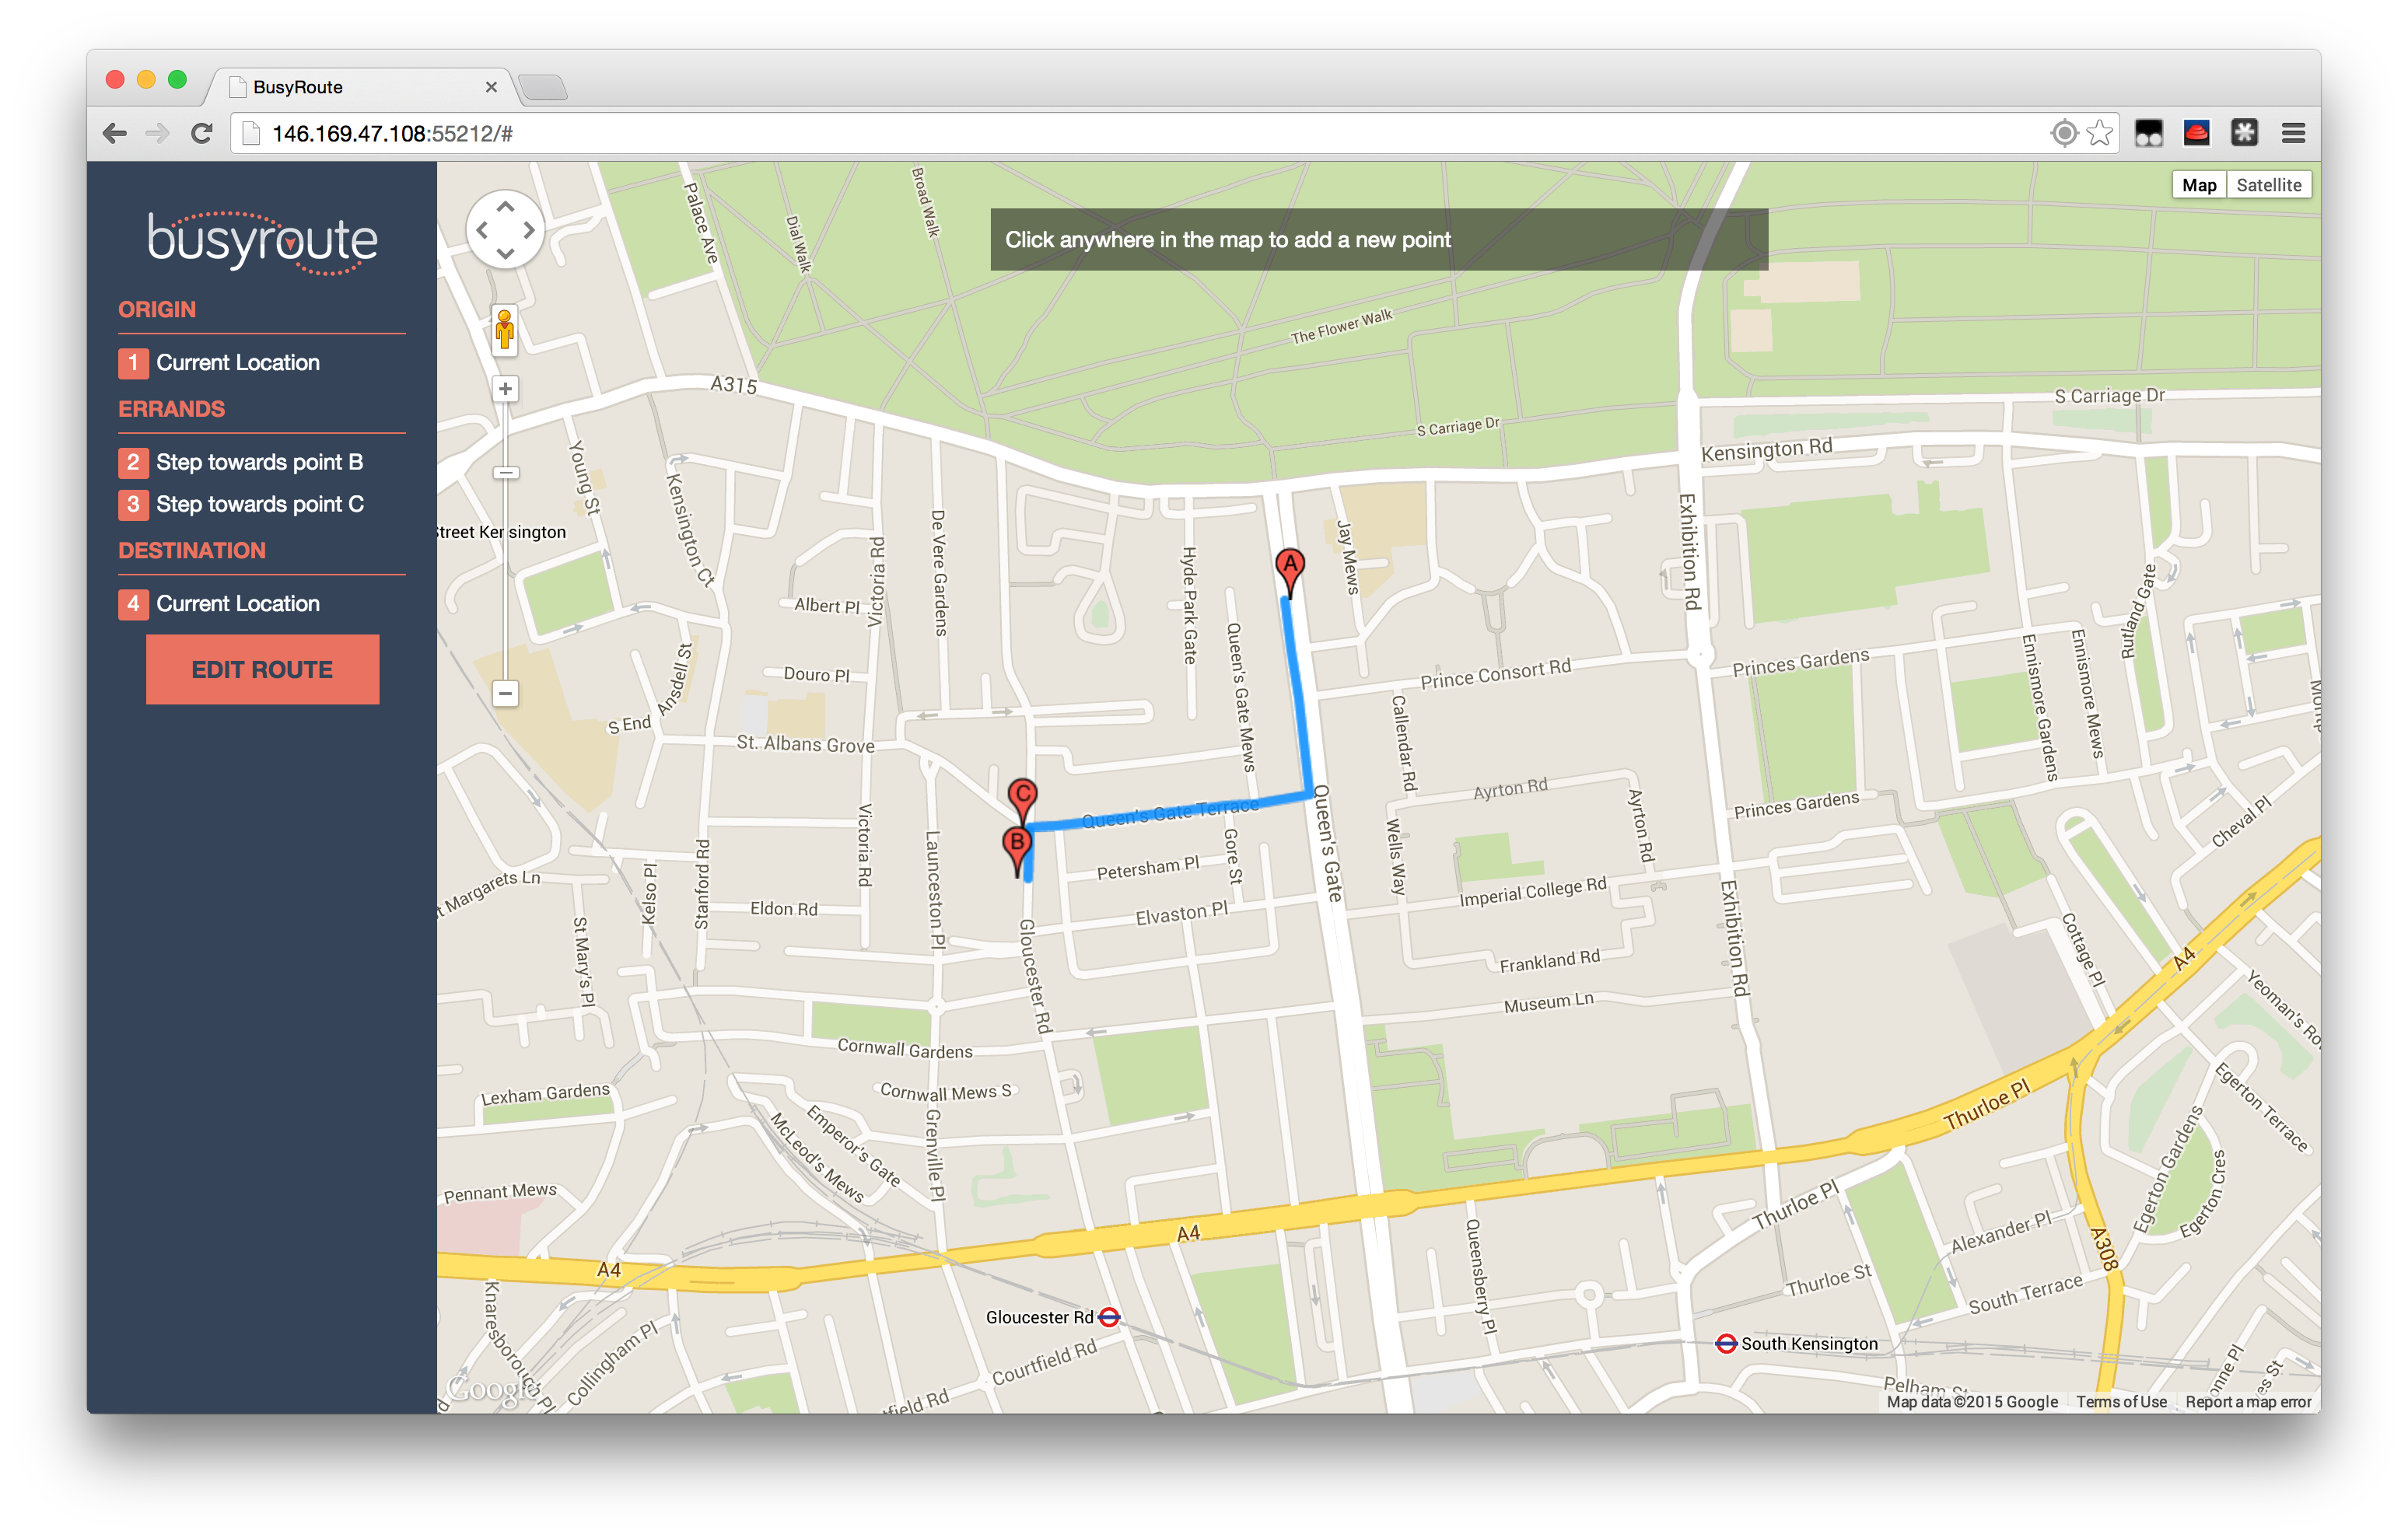 BusyRoute
146.169.47.108:55212/#
busyroute
ORIGIN
1 Current Location
ERRANDS
2 Step towards point B
3 Step towards point C
DESTINATION
4 Current Location
EDIT ROUTE
Click anywhere in the map to add a new point
Map Satellite
Palace Ave
Dial Walk
Broad Walk
The Flower Walk
A315
S Carriage Dr
S Carriage Dr
Kensington Rd
Young St
Kensington Ct
Street Kensington
Victoria Rd
De Vere Gardens
Hyde Park Gate
Jay Mews
Exhibition Rd
A
Albert Pl
Queen's Gate Mews
Rutland Gate
Ennismore Gardens
Ennismore Mews
Ansdell St
Douro Pl
Prince Consort Rd
Princes Gardens
S End
St. Albans Grove
Callendar Rd
C
Queen's Gate Terrace
Queen's Gate
Ayrton Rd
Ayrton Rd
Princes Gardens
Cheval Pl
B
Victoria Rd
Launceston Pl
Gore St
Wells Way
Petersham Pl
Imperial College Rd
Exhibition Rd
t Margarets Ln
Kelso Pl
Stanford Rd
Eldon Rd
Elvaston Pl
St Mary's Pl
Gloucester Rd
Frankland Rd
Cottage Pl
A4
Museum Ln
Yeoman's Ro
Cornwall Gardens
Lexham Gardens
Cornwall Mews S
Emperor's Gate
McLeod's Mews
Grenville Pl
Thurloe Pl
Egerton Terrace
Egerton Gardens
Egerton Cres
Pennant Mews
Thurloe Pl
Alexander Pl
A308
A4
A4
Queensberry Pl
Thurloe St
South Terrace
Knaresborough Pl
Collingham Pl
Gloucester Rd
Courtfield Rd
South Kensington
Google
tfield Rd
Pelham St
onne Pl
es St
Map data ©2015 Google Terms of Use Report a map error